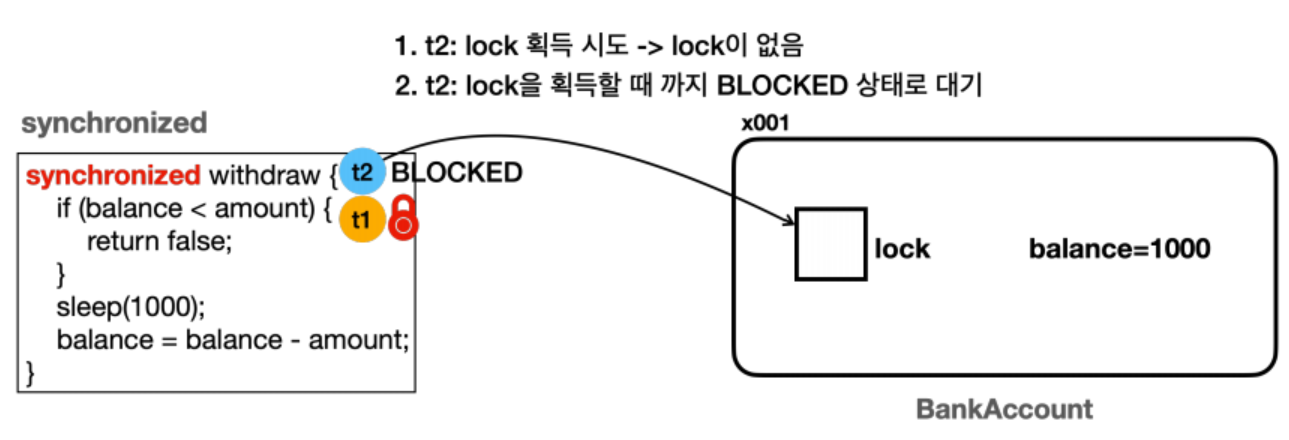 1. t2: lock 획득 시도 -> lock이 없음
2. t2: lock을 획득할 때 까지 BLOCKED 상태로 대기
synchronized
x001
synchronized withdraw { t2 BLOCKED
if (balance < amount) { t1
return false;
}
sleep(1000);
balance = balance - amount;
}
lock
balance=1000
BankAccount